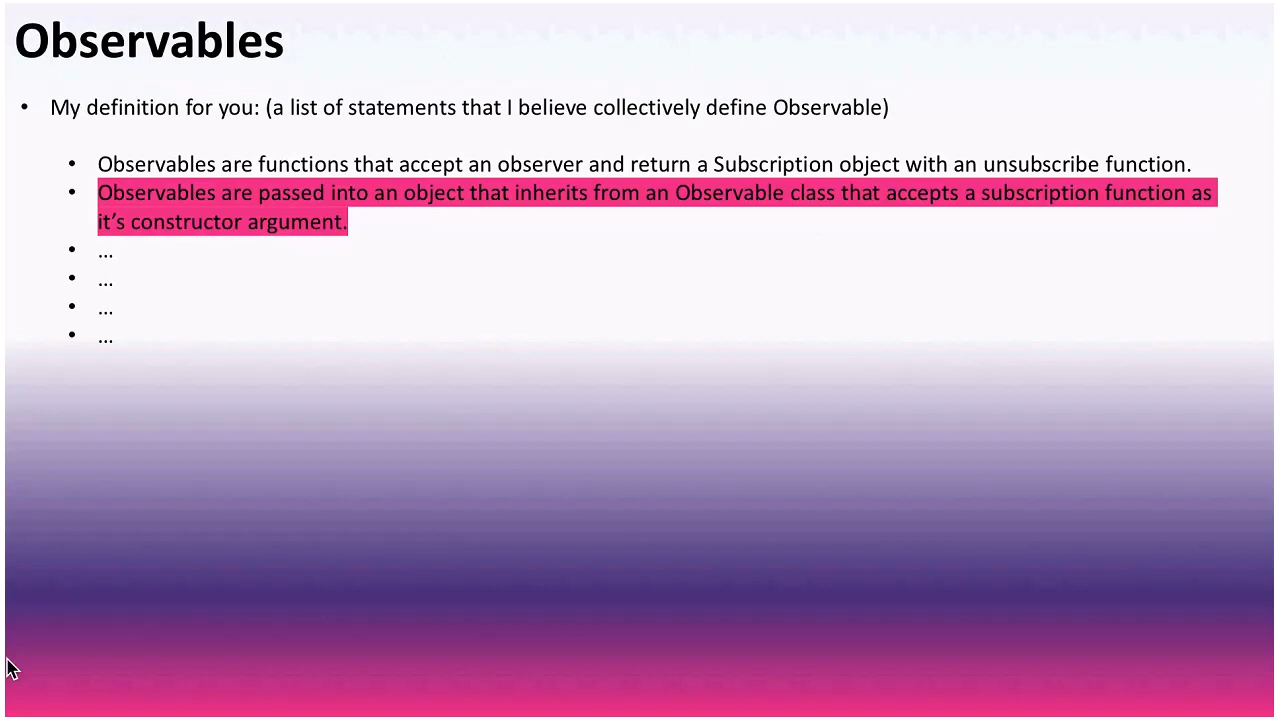 Observables
• My definition for you: (a list of statements that I believe collectively define Observable)
• Observables are functions that accept an observer and return a Subscription object with an unsubscribe function.
• Observables are passed into an object that inherits from an Observable class that accepts a subscription function as
it’s constructor argument.
• ...
• ...
• ...
• ...